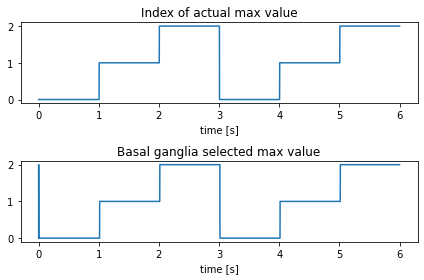 Index of actual max value
2
1
0
0 1 2 3 4 5 6
time [s]
Basal ganglia selected max value
2
1
0
0 1 2 3 4 5 6
time [s]